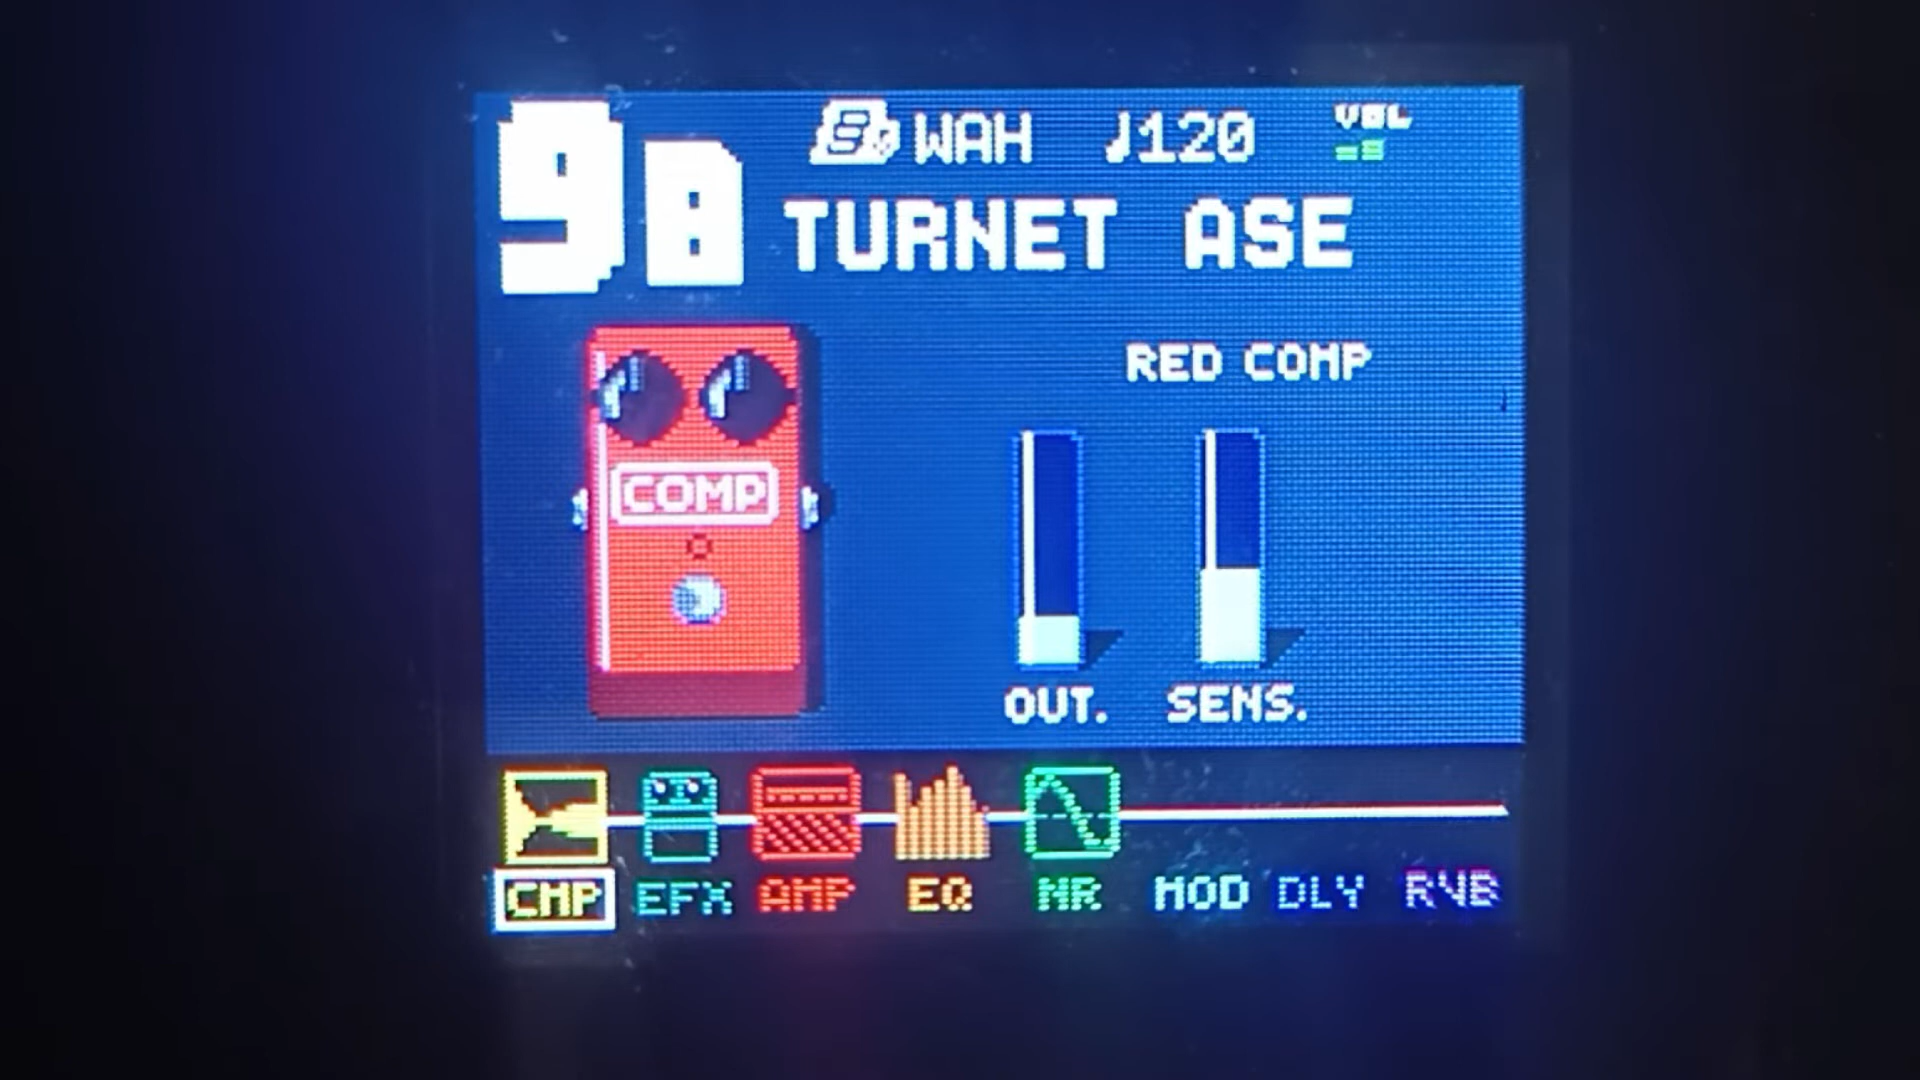 9B
WAH ♩120 VOL
TURNET ASE
RED COMP
COMP
OUT. SENS.
CMP EFX AMP EQ NR MOD DLY RVB